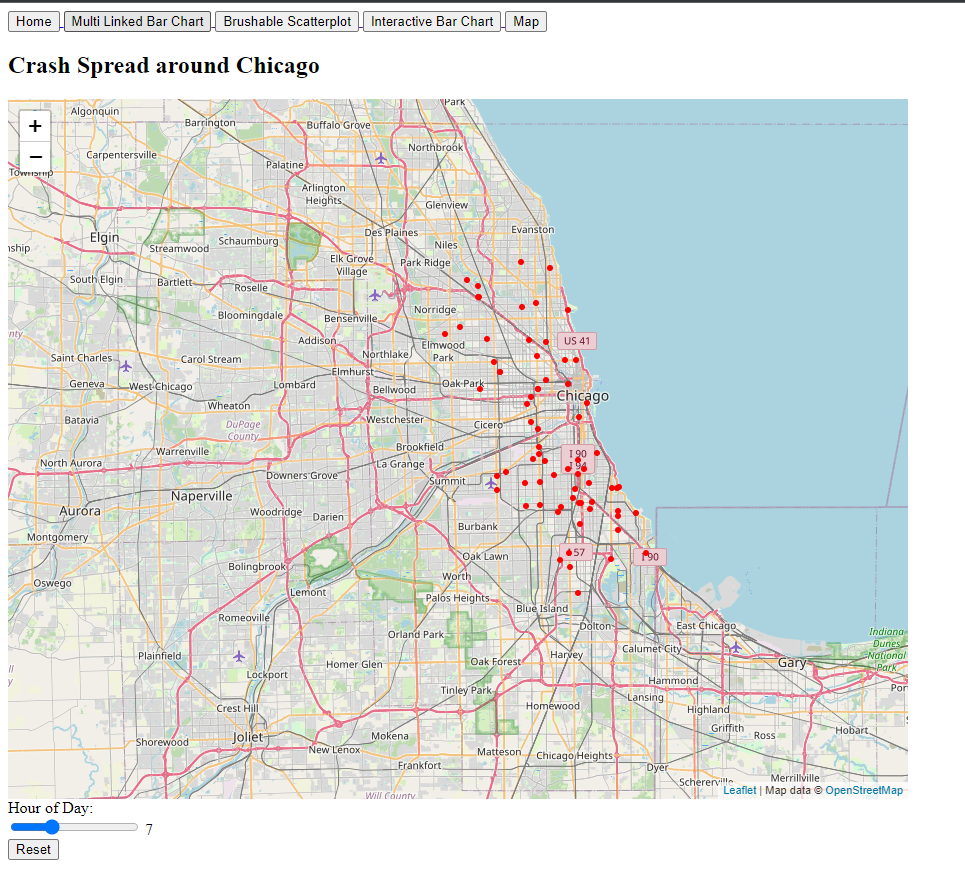 Home Multi Linked Bar Chart Brushable Scatterplot Interactive Bar Chart Map
Crash Spread around Chicago
Park
Algonquin
Barrington
Buffalo Grove
+
Northbrook
Carpentersville
−
Palatine
Township
Arlington
Heights
Glenview
Evanston
Des Plaines
Elgin
Schaumburg
Niles
nship
Streamwood
Elk Grove
Village
Park Ridge
South Elgin
Bartlett
Roselle
Norridge
Bloomingdale
Bensenville
nty
Addison
US 41
Elmwood
Park
Saint Charles
Carol Stream
Northlake
Elmhurst
Geneva
West Chicago
Lombard
Oak Park
Bellwood
Chicago
Wheaton
Batavia
Westchester
DuPage
County
Cicero
Brookfield
Warrenville
I 90
North Aurora
La Grange
I 94
Downers Grove
Summit
Naperville
Aurora
Woodridge
Darien
Burbank
Montgomery
57
I 90
Oak Lawn
Bolingbrook
Worth
Oswego
Lemont
Palos Heights
Blue Island
Romeoville
Dolton
East Chicago
Orland Park
Indiana
Dunes
National
Park
Calumet City
Plainfield
Harvey
Homer Glen
Oak Forest
Gary
Lockport
Hammond
Por
Tinley Park
Lansing
Crest Hill
Homewood
Highland
Griffith
Hobart
Joliet
Mokena
Ross
Shorewood
New Lenox
Matteson
Chicago Heights
Frankfort
Dyer
Merrillville
Schererville
Will County
Leaflet | Map data © OpenStreetMap
Hour of Day:
7
Reset